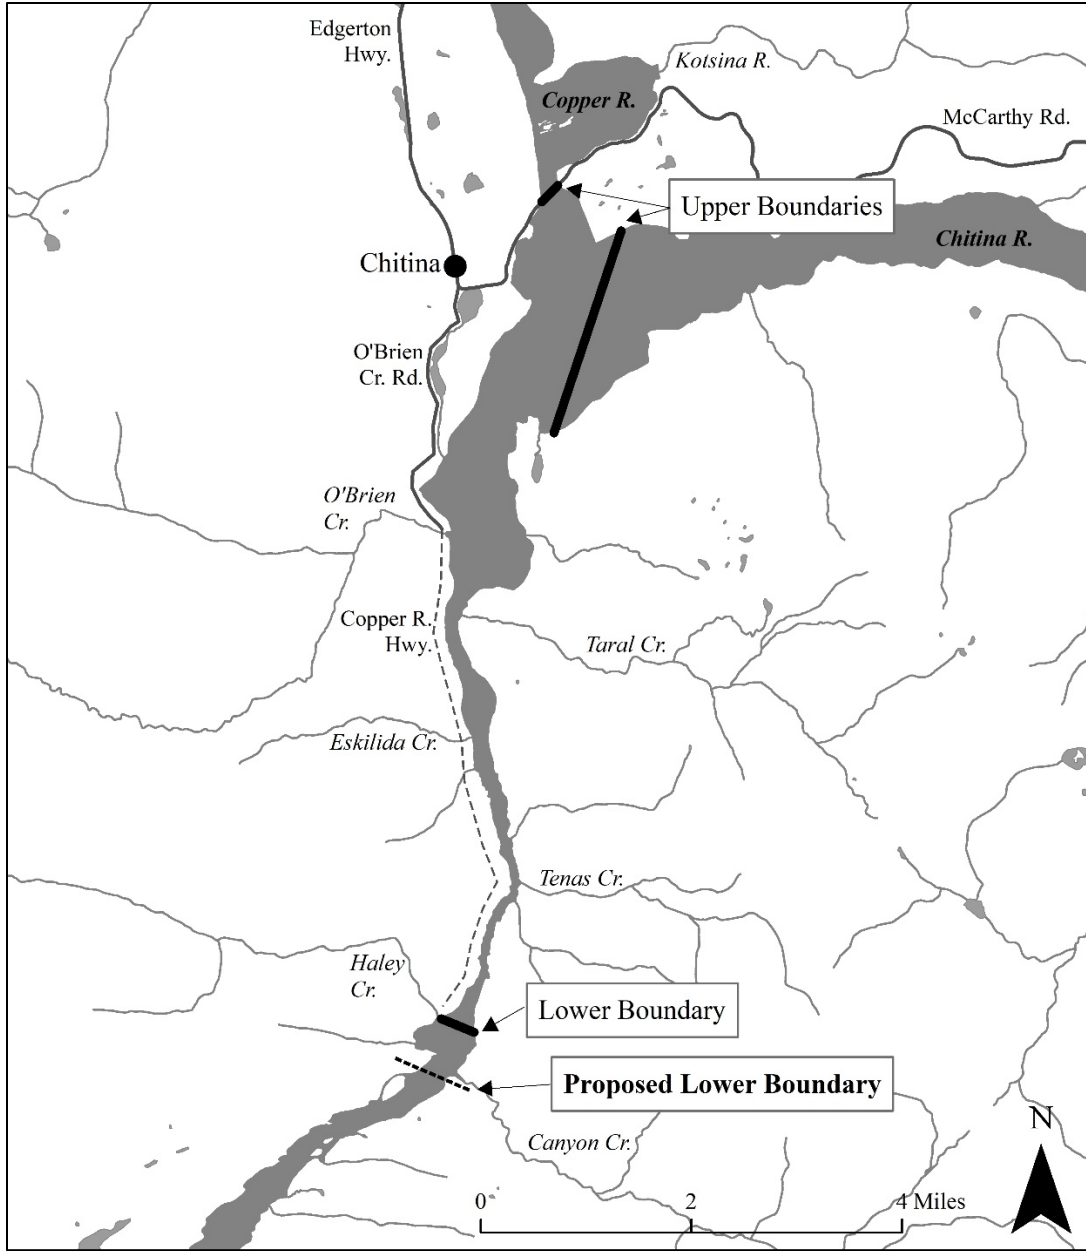 Edgerton
Hwy.
Kotsina R.
Copper R.
McCarthy Rd.
Upper Boundaries
Chitina R.
Chitina
O'Brien
Cr. Rd.
O'Brien
Cr.
Copper R.
Hwy.
Taral Cr.
Eskilida Cr.
Tenas Cr.
Haley
Cr.
Lower Boundary
Proposed Lower Boundary
Canyon Cr.
N
0 2 4 Miles